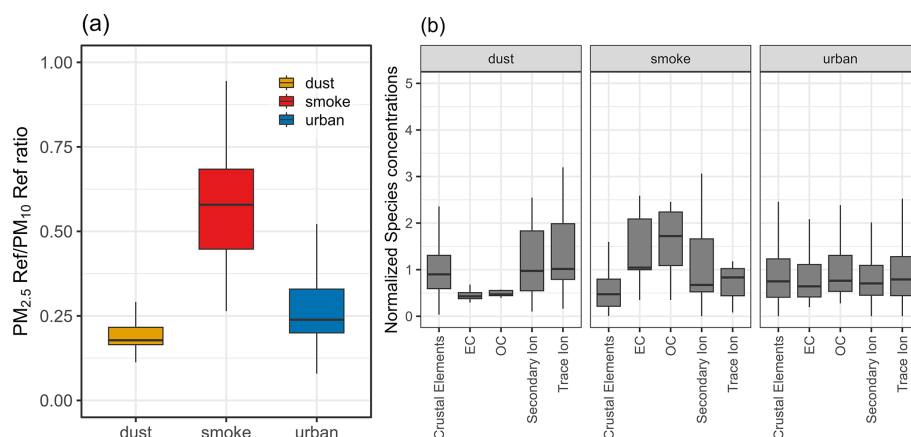 (a)
PM2.5 Ref/PM10 Ref ratio
1.00
0.75
0.50
0.25
0.00
dust
smoke
urban
dust
smoke
urban
(b)
Normalized Species concentrations
5
4
3
2
1
0
dust
smoke
urban
Crustal Elements
EC
OC
Secondary Ion
Trace Ion
Crustal Elements
EC
OC
Secondary Ion
Trace Ion
Crustal Elements
EC
OC
Secondary Ion
Trace Ion